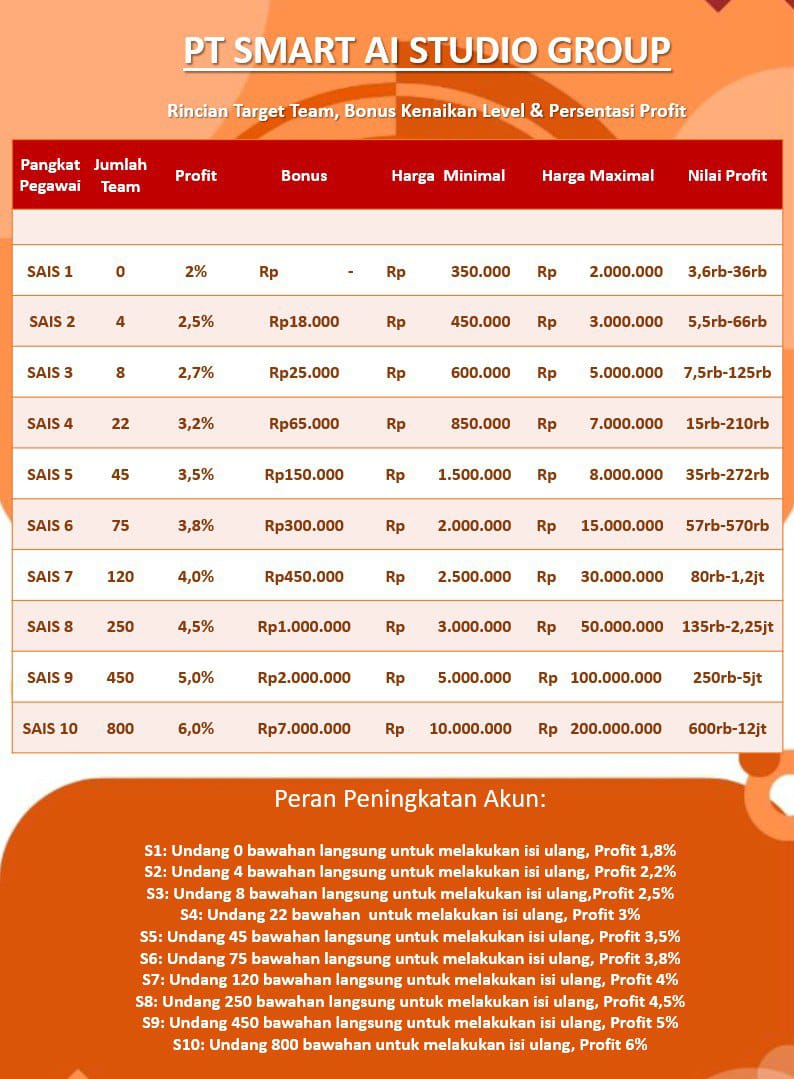 PT SMART AI STUDIO GROUP
Rincian Target Team, Bonus Kenaikan Level & Persentasi Profit
Pangkat Pegawai Jumlah Team Profit Bonus Harga Minimal Harga Maximal Nilai Profit
SAIS 1 0 2% Rp - Rp 350.000 Rp 2.000.000 3,6rb-36rb
SAIS 2 4 2,5% Rp18.000 Rp 450.000 Rp 3.000.000 5,5rb-66rb
SAIS 3 8 2,7% Rp25.000 Rp 600.000 Rp 5.000.000 7,5rb-125rb
SAIS 4 22 3,2% Rp65.000 Rp 850.000 Rp 7.000.000 15rb-210rb
SAIS 5 45 3,5% Rp150.000 Rp 1.500.000 Rp 8.000.000 35rb-272rb
SAIS 6 75 3,8% Rp300.000 Rp 2.000.000 Rp 15.000.000 57rb-570rb
SAIS 7 120 4,0% Rp450.000 Rp 2.500.000 Rp 30.000.000 80rb-1,2jt
SAIS 8 250 4,5% Rp1.000.000 Rp 3.000.000 Rp 50.000.000 135rb-2,25jt
SAIS 9 450 5,0% Rp2.000.000 Rp 5.000.000 Rp 100.000.000 250rb-5jt
SAIS 10 800 6,0% Rp7.000.000 Rp 10.000.000 Rp 200.000.000 600rb-12jt
Peran Peningkatan Akun:
S1: Undang 0 bawahan langsung untuk melakukan isi ulang, Profit 1,8%
S2: Undang 4 bawahan langsung untuk melakukan isi ulang, Profit 2,2%
S3: Undang 8 bawahan langsung untuk melakukan isi ulang,Profit 2,5%
S4: Undang 22 bawahan untuk melakukan isi ulang, Profit 3%
S5: Undang 45 bawahan langsung untuk melakukan isi ulang, Profit 3,5%
S6: Undang 75 bawahan langsung untuk melakukan isi ulang, Profit 3,8%
S7: Undang 120 bawahan langsung untuk melakukan isi ulang, Profit 4%
S8: Undang 250 bawahan langsung untuk melakukan isi ulang, Profit 4,5%
S9: Undang 450 bawahan langsung untuk melakukan isi ulang, Profit 5%
S10: Undang 800 bawahan untuk melakukan isi ulang, Profit 6%